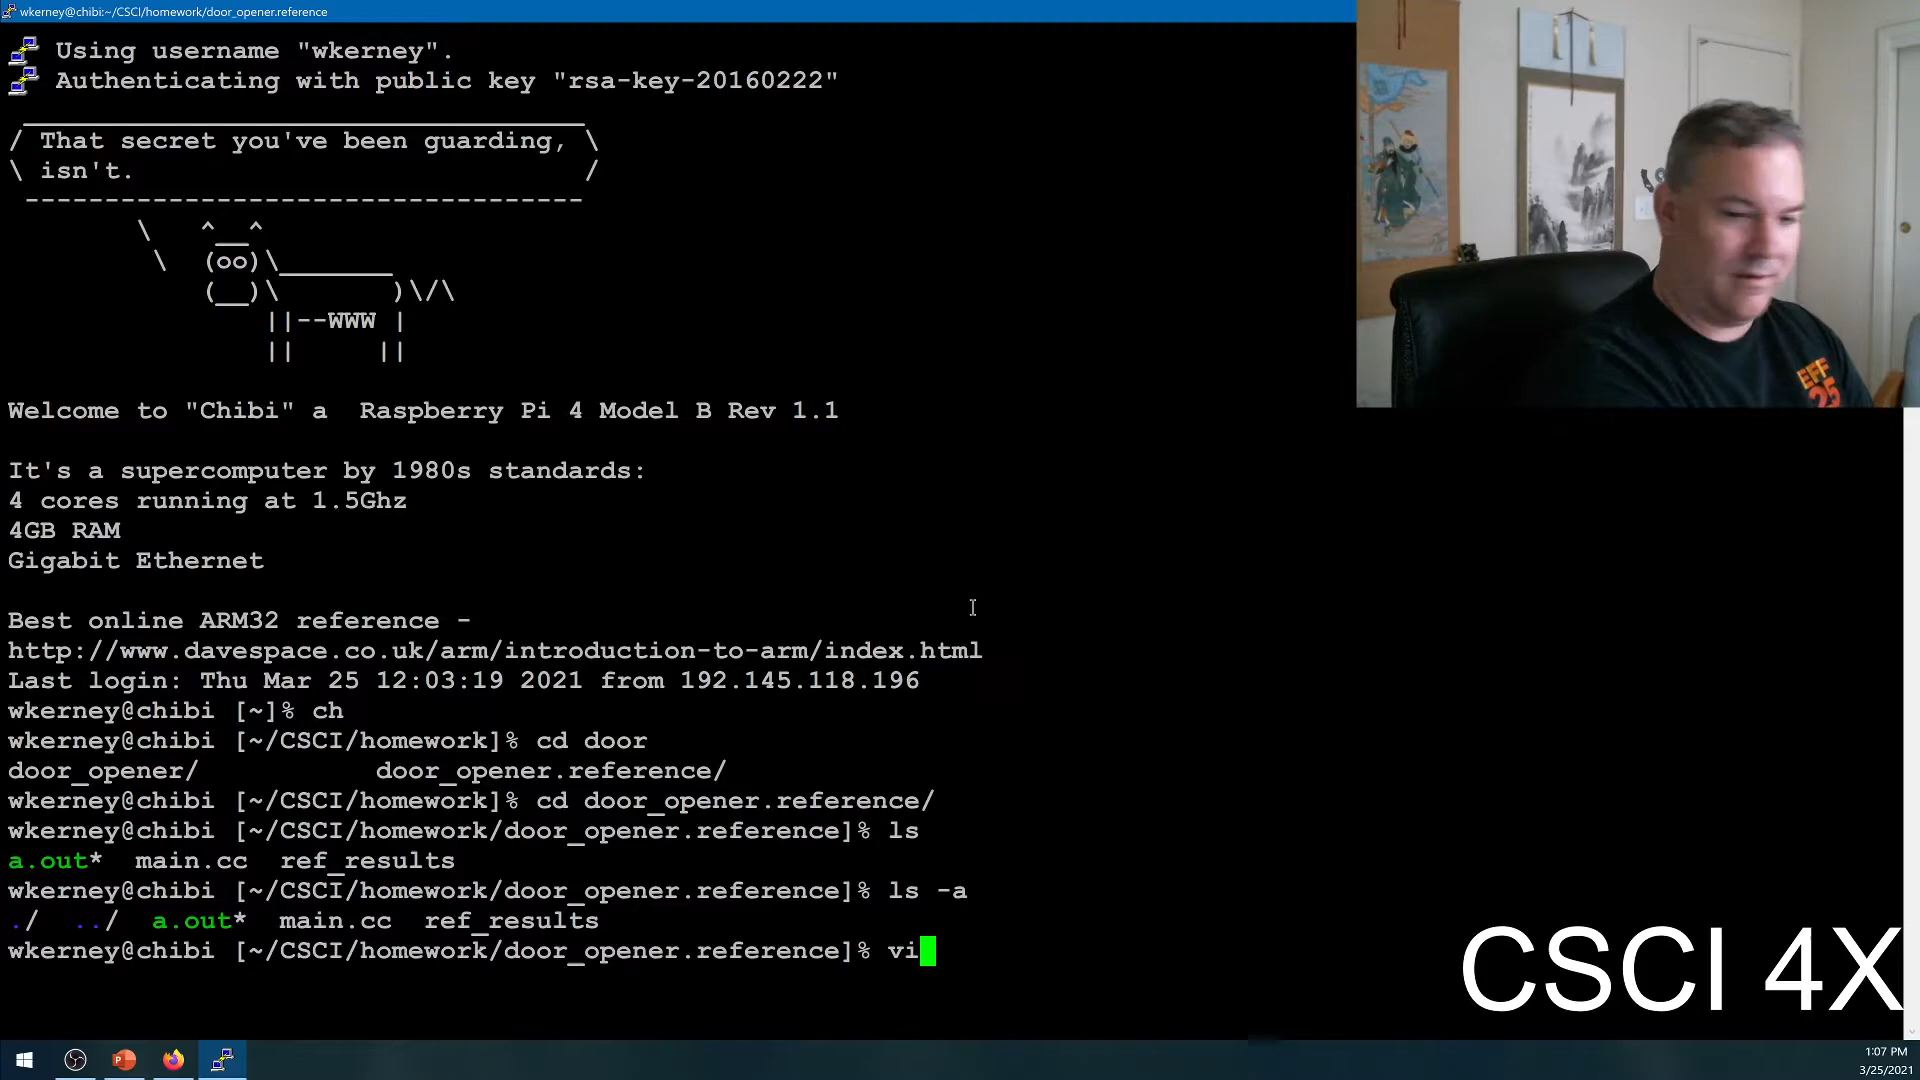 wkerney@chibi:~/CSCI/homework/door_opener.reference
Using username "wkerney".
Authenticating with public key "rsa-key-20160222"
 _________________________________
/ That secret you've been guarding, \
\ isn't.                            /
 -----------------------------------
        \   ^__^
         \  (oo)\_______
            (__)\       )\/\
                ||--WWW |
                ||     ||
Welcome to "Chibi" a  Raspberry Pi 4 Model B Rev 1.1
It's a supercomputer by 1980s standards:
4 cores running at 1.5Ghz
4GB RAM
Gigabit Ethernet
Best online ARM32 reference -
http://www.davespace.co.uk/arm/introduction-to-arm/index.html
Last login: Thu Mar 25 12:03:19 2021 from 192.145.118.196
wkerney@chibi [~]% ch
wkerney@chibi [~/CSCI/homework]% cd door
door_opener/           door_opener.reference/
wkerney@chibi [~/CSCI/homework]% cd door_opener.reference/
wkerney@chibi [~/CSCI/homework/door_opener.reference]% ls
a.out*  main.cc  ref_results
wkerney@chibi [~/CSCI/homework/door_opener.reference]% ls -a
./  ../  a.out*  main.cc  ref_results
wkerney@chibi [~/CSCI/homework/door_opener.reference]% vi
EFF
25
CSCI 4X
1:07 PM
3/25/2021